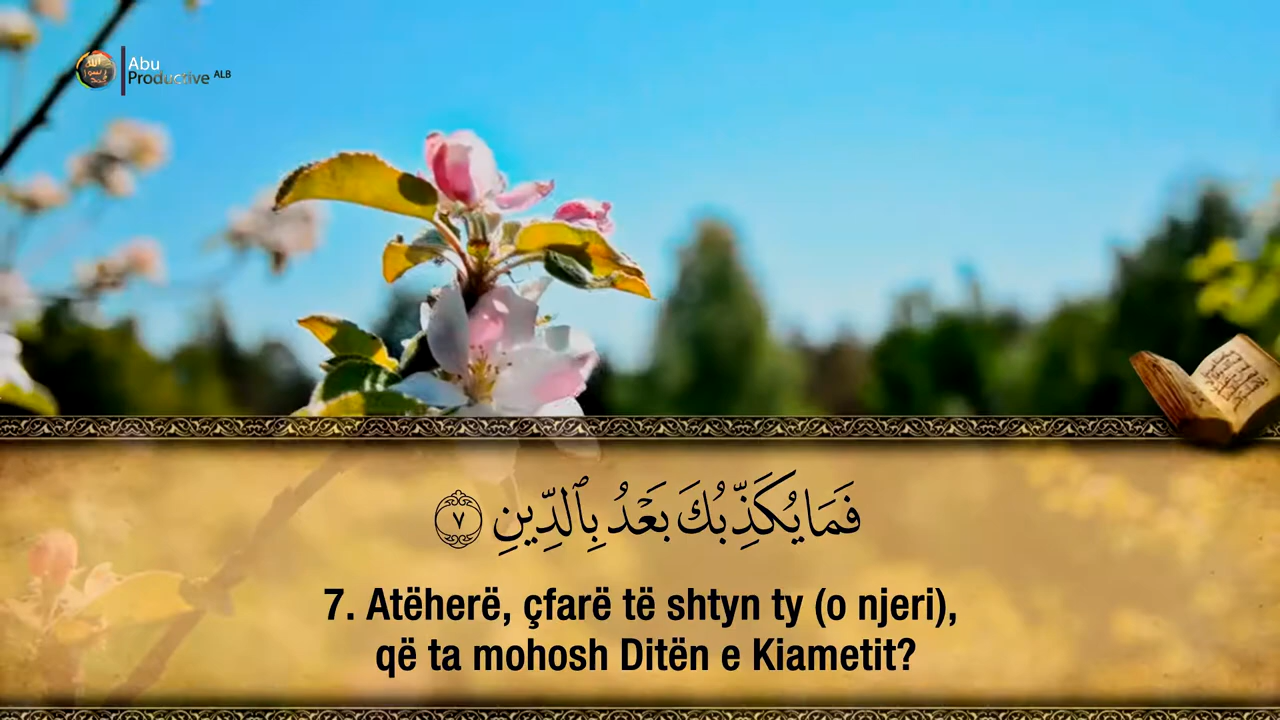 Abu
Productive ALB
فَمَا يُكَذِّبُكَ بَعْدُ بِٱلدِّينِ ٧
7. Atëherë, çfarë të shtyn ty (o njeri),
që ta mohosh Ditën e Kiametit?